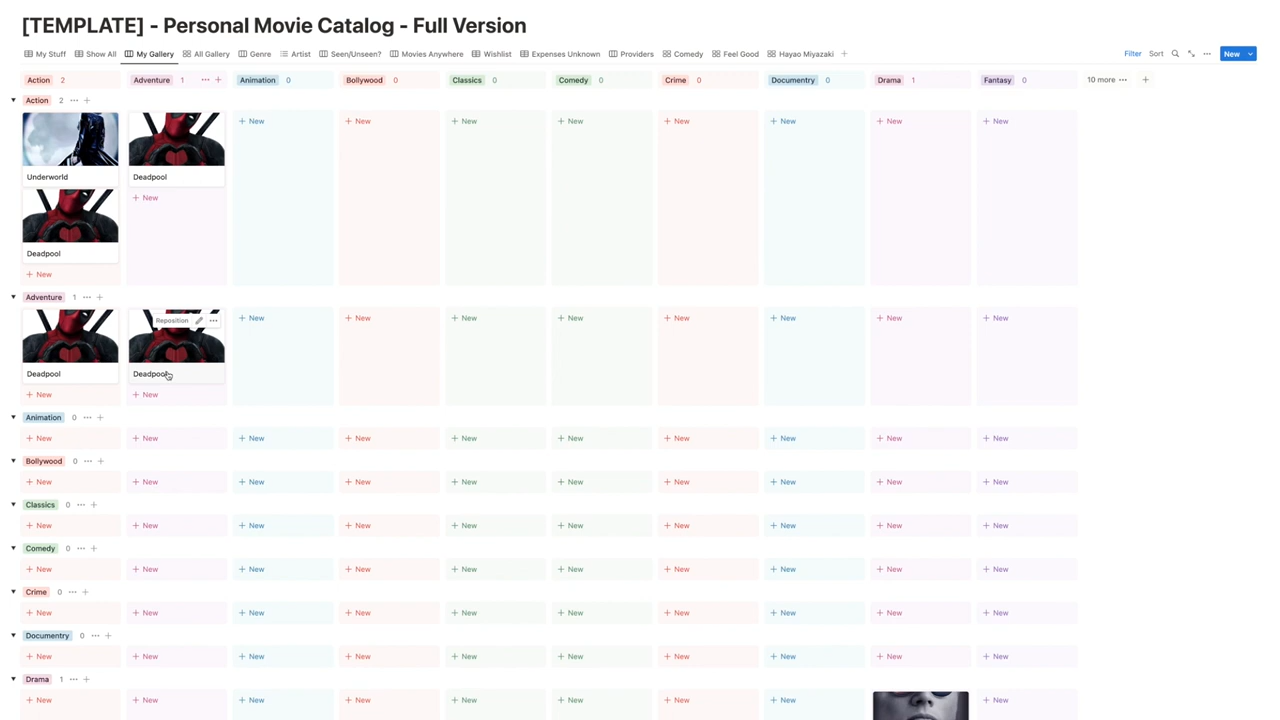 [TEMPLATE] - Personal Movie Catalog - Full Version
My Stuff Show All My Gallery All Gallery Genre Artist Seen/Unseen? Movies Anywhere Wishlist Expenses Unknown Providers Comedy Feel Good Hayao Miyazaki + Filter Sort ••• New
Action 2 Adventure 1 ••• + Animation 0 Bollywood 0 Classics 0 Comedy 0 Crime 0 Documentry 0 Drama 1 Fantasy 0 10 more ••• +
Action 2 ••• +
+ New + New + New + New + New + New + New + New
Underworld Deadpool
+ New
Deadpool
+ New
Adventure 1 ••• +
Reposition ••• + New + New + New + New + New + New + New + New
Deadpool Deadpool
+ New + New
Animation 0 ••• +
+ New + New + New + New + New + New + New + New + New + New
Bollywood 0 ••• +
+ New + New + New + New + New + New + New + New + New + New
Classics 0 ••• +
+ New + New + New + New + New + New + New + New + New + New
Comedy 0 ••• +
+ New + New + New + New + New + New + New + New + New + New
Crime 0 ••• +
+ New + New + New + New + New + New + New + New + New + New
Documentry 0 ••• +
+ New + New + New + New + New + New + New + New + New + New
Drama 1 ••• +
+ New + New + New + New + New + New + New + New + New